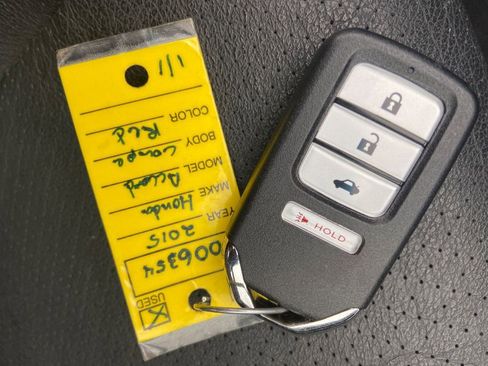 USED X
006354
YEAR 2015
MAKE Honda
MODEL Accord
BODY Coupe
COLOR Red
1/1
HOLD